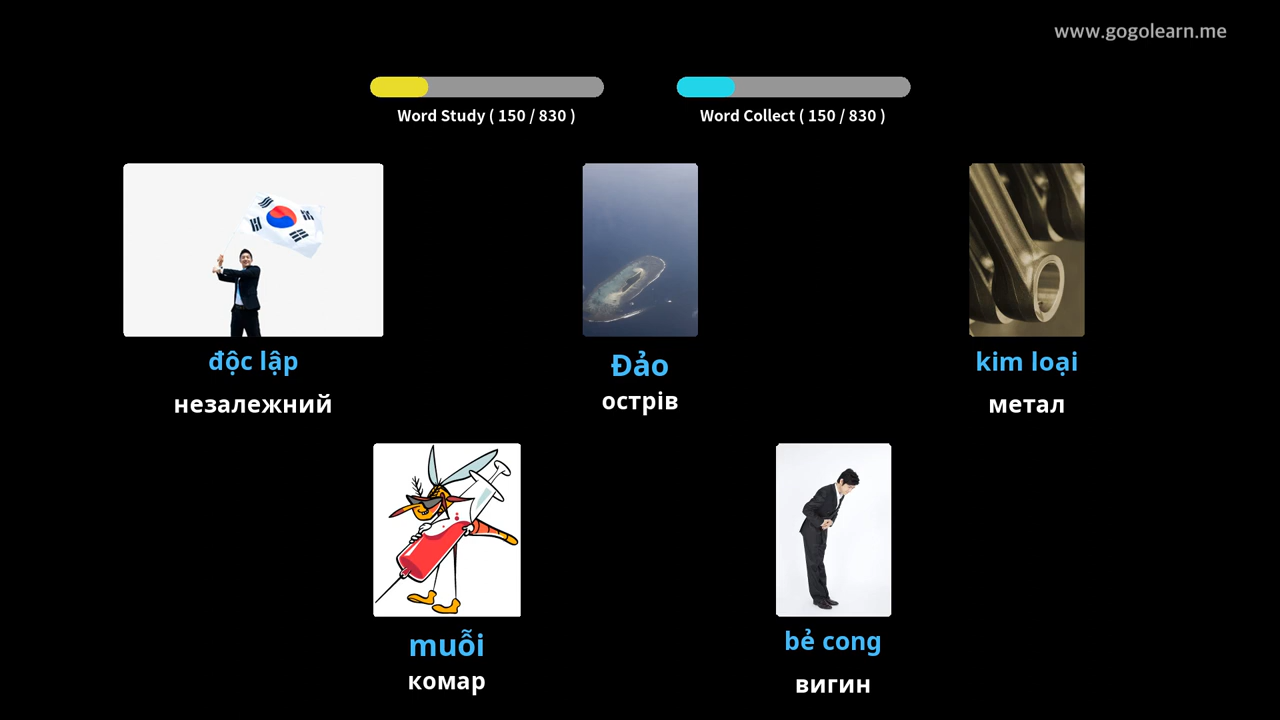 www.gogolearn.me
Word Study ( 150 / 830 )
Word Collect ( 150 / 830 )
độc lập
незалежний
Đảo
острів
kim loại
метал
muỗi
комар
bẻ cong
вигин